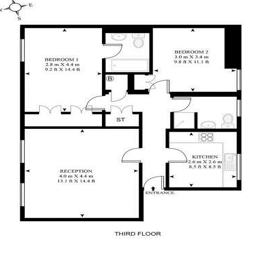 E
S
BEDROOM 1
2.8 m X 4.4 m
9.2 ft X 14.4 ft
BEDROOM 2
3.0 m X 3.4 m
9.8 ft X 11.1 ft
B
ST
KITCHEN
2.6 m X 2.6 m
8.5 ft X 8.5 ft
RECEPTION
4.0 m X 4.4 m
13.1 ft X 14.4 ft
ENTRANCE
THIRD FLOOR